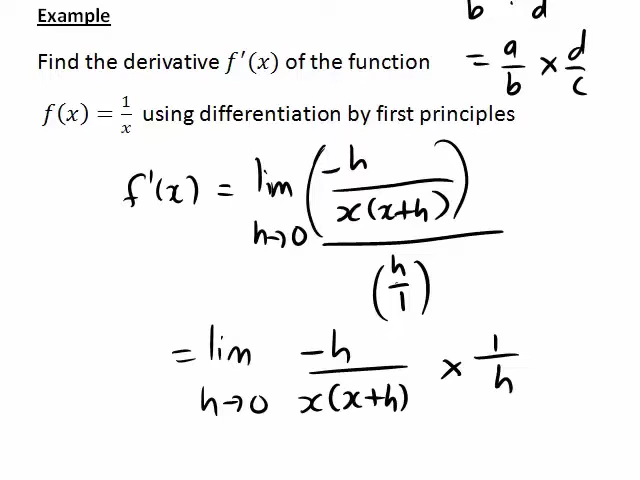 Example
b ÷ d
= a/b × d/c
Find the derivative f'(x) of the function
f(x) = 1/x using differentiation by first principles
f'(x) = lim h→0 (-h / x(x+h)) / (h/1)
= lim h→0 -h / x(x+h) × 1/h